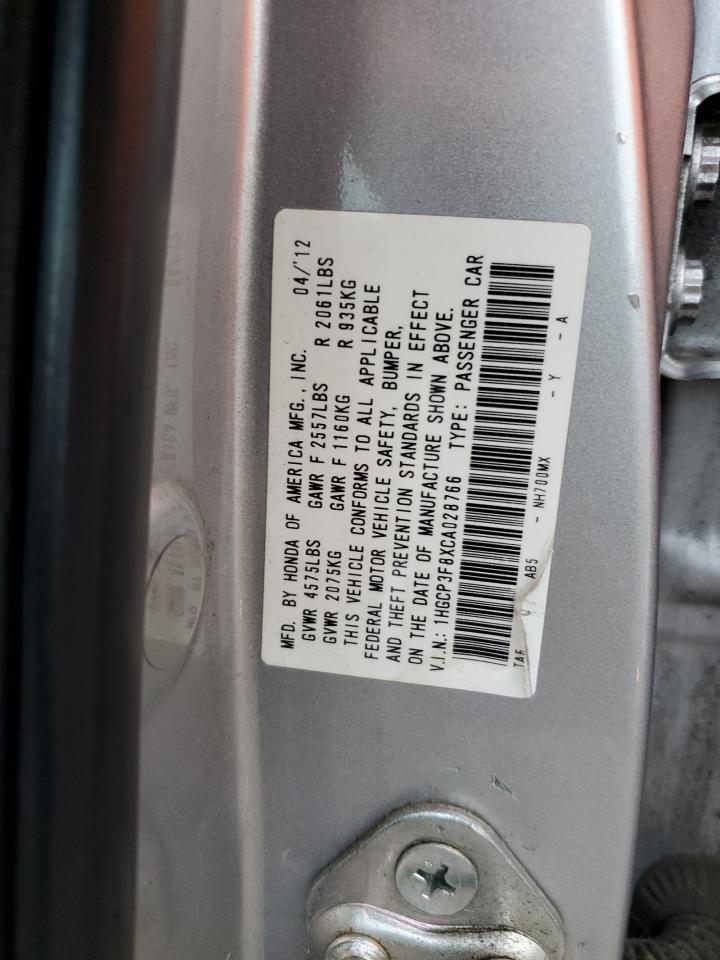 MFD. BY HONDA OF AMERICA MFG., INC. 04/'12
GVWR 4575LBS GAWR F 2557LBS R 2061LBS
GVWR 2075KG GAWR F 1160KG R 935KG
THIS VEHICLE CONFORMS TO ALL APPLICABLE
FEDERAL MOTOR VEHICLE SAFETY, BUMPER,
AND THEFT PREVENTION STANDARDS IN EFFECT
ON THE DATE OF MANUFACTURE SHOWN ABOVE.
V.I.N.: 1HGCP3F8XCA028766 TYPE: PASSENGER CAR
TA6 AB5 - NH700MX - Y - A